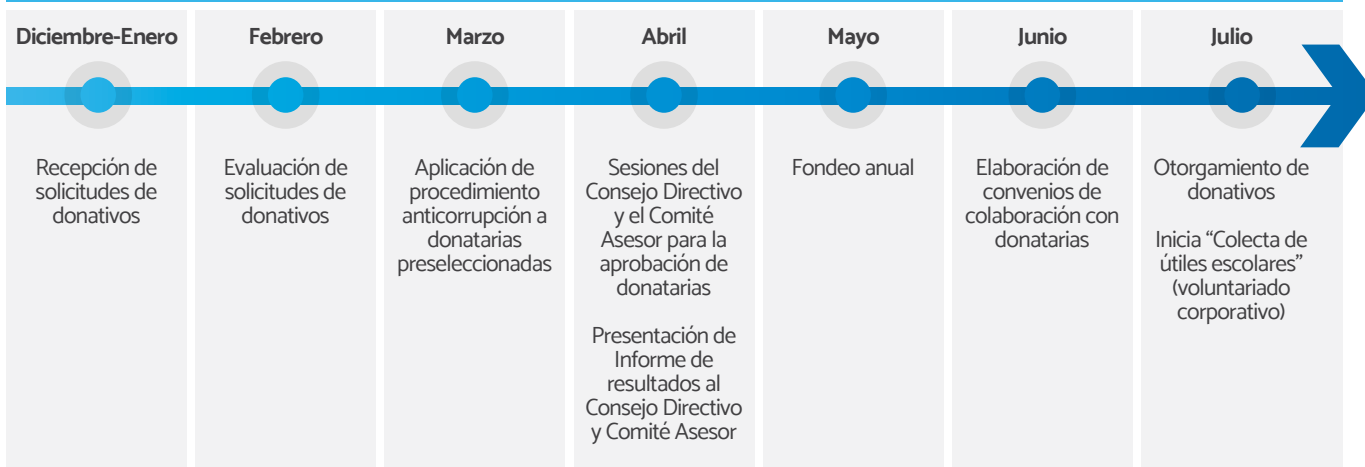 Diciembre-Enero
Recepción de
solicitudes de
donativos
Febrero
Evaluación de
solicitudes de
donativos
Marzo
Aplicación de
procedimiento
anticorrupción a
donatarias
preseleccionadas
Abril
Sesiones del
Consejo Directivo
y el Comité
Asesor para la
aprobación de
donatarias
Presentación de
Informe de
resultados al
Consejo Directivo
y Comité Asesor
Mayo
Fondeo anual
Junio
Elaboración de
convenios de
colaboración con
donatarias
Julio
Otorgamiento de
donativos
Inicia “Colecta de
útiles escolares”
(voluntariado
corporativo)